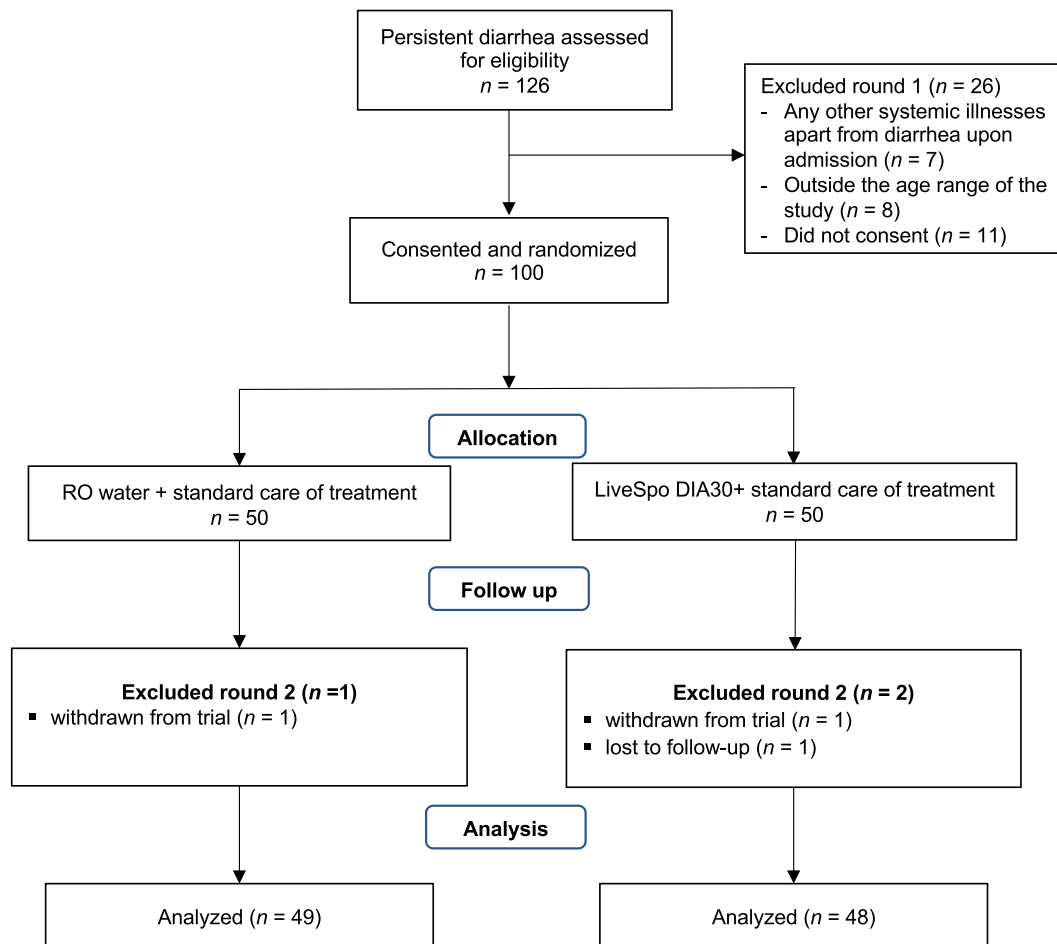 Persistent diarrhea assessed
for eligibility
n = 126
Excluded round 1 (n = 26)
- Any other systemic illnesses
apart from diarrhea upon
admission (n = 7)
- Outside the age range of the
study (n = 8)
- Did not consent (n = 11)
Consented and randomized
n = 100
Allocation
RO water + standard care of treatment
n = 50
LiveSpo DIA30+ standard care of treatment
n = 50
Follow up
Excluded round 2 (n =1)
▪ withdrawn from trial (n = 1)
Excluded round 2 (n = 2)
▪ withdrawn from trial (n = 1)
▪ lost to follow-up (n = 1)
Analysis
Analyzed (n = 49)
Analyzed (n = 48)